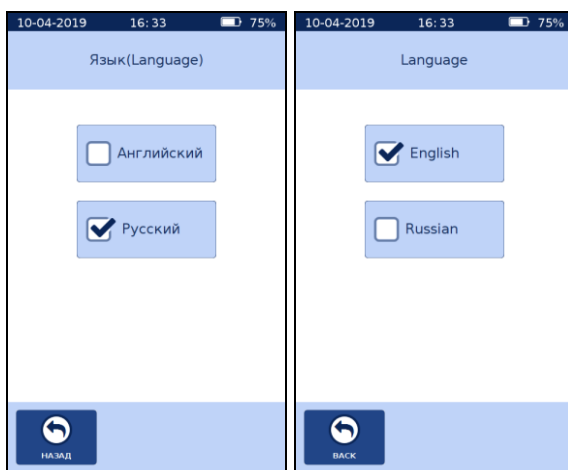 10-04-2019 16:33 75%
Язык(Language)
Английский
Русский
НАЗАД
10-04-2019 16:33 75%
Language
English
Russian
BACK